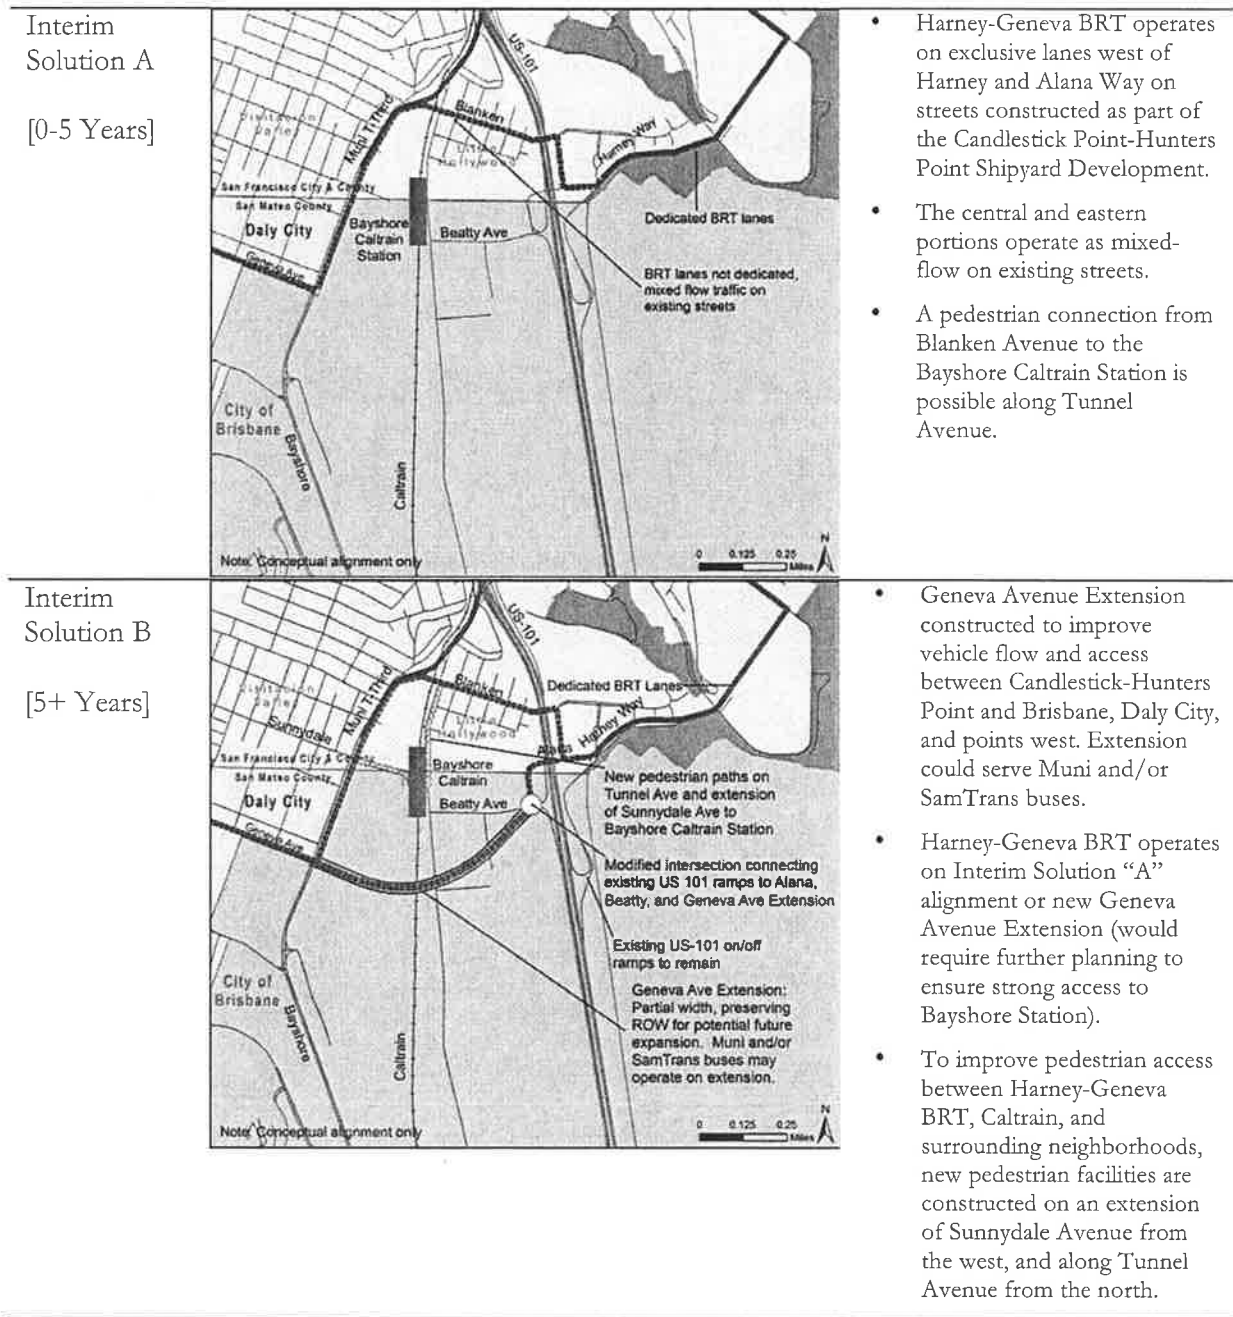 Interim
Solution A
[0-5 Years]
US-101
Blanken
Muni T-Third
Harney Way
Hollywood
San Francisco City & County
San Mateo County
Daly City
Bayshore
Caltrain
Station
Beatty Ave
Dedicated BRT lanes
Geneva Ave
BRT lanes not dedicated,
mixed flow traffic on
existing streets
City of
Brisbane
Bayshore
Caltrain
Note: Conceptual alignment only
0 0.125 0.25
Miles
N
• Harney-Geneva BRT operates
on exclusive lanes west of
Harney and Alana Way on
streets constructed as part of
the Candlestick Point-Hunters
Point Shipyard Development.
• The central and eastern
portions operate as mixed-
flow on existing streets.
• A pedestrian connection from
Blanken Avenue to the
Bayshore Caltrain Station is
possible along Tunnel
Avenue.
Interim
Solution B
[5+ Years]
US-101
Blanken
Muni T-Third
Dedicated BRT Lanes
Harney Way
Alana
Sunnydale
Hollywood
San Francisco City & County
San Mateo County
Daly City
Bayshore
Caltrain
Beatty Ave
Geneva Ave
New pedestrian paths on
Tunnel Ave and extension
of Sunnydale Ave to
Bayshore Caltrain Station
Modified intersection connecting
existing US 101 ramps to Alana,
Beatty, and Geneva Ave Extension
Existing US-101 on/off
ramps to remain
Geneva Ave Extension:
Partial width, preserving
ROW for potential future
expansion. Muni and/or
SamTrans buses may
operate on extension.
City of
Brisbane
Bayshore
Caltrain
Note: Conceptual alignment only
0 0.125 0.25
Miles
N
• Geneva Avenue Extension
constructed to improve
vehicle flow and access
between Candlestick-Hunters
Point and Brisbane, Daly City,
and points west. Extension
could serve Muni and/or
SamTrans buses.
• Harney-Geneva BRT operates
on Interim Solution “A”
alignment or new Geneva
Avenue Extension (would
require further planning to
ensure strong access to
Bayshore Station).
• To improve pedestrian access
between Harney-Geneva
BRT, Caltrain, and
surrounding neighborhoods,
new pedestrian facilities are
constructed on an extension
of Sunnydale Avenue from
the west, and along Tunnel
Avenue from the north.